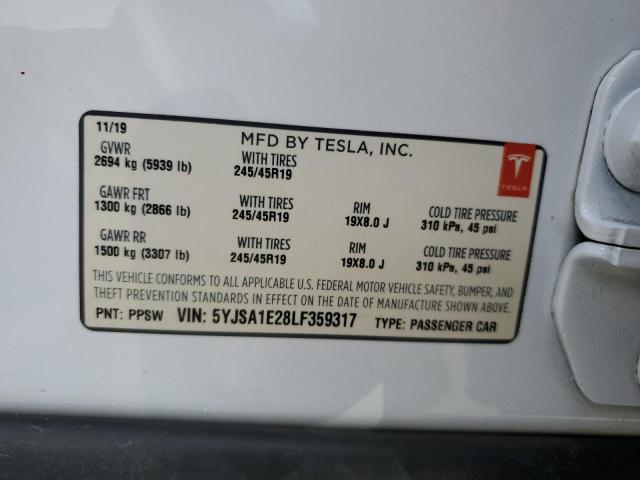 11/19
MFD BY TESLA, INC.
TESLA
GVWR
2694 kg (5939 lb)
WITH TIRES
245/45R19
GAWR FRT WITH TIRES RIM COLD TIRE PRESSURE
1300 kg (2866 lb) 245/45R19 19X8.0 J 310 kPa, 45 psi
GAWR RR WITH TIRES RIM COLD TIRE PRESSURE
1500 kg (3307 lb) 245/45R19 19X8.0 J 310 kPa, 45 psi
THIS VEHICLE CONFORMS TO ALL APPLICABLE U.S. FEDERAL MOTOR VEHICLE SAFETY, BUMPER, AND
THEFT PREVENTION STANDARDS IN EFFECT ON THE DATE OF MANUFACTURE SHOWN ABOVE.
PNT: PPSW VIN: 5YJSA1E28LF359317 TYPE: PASSENGER CAR